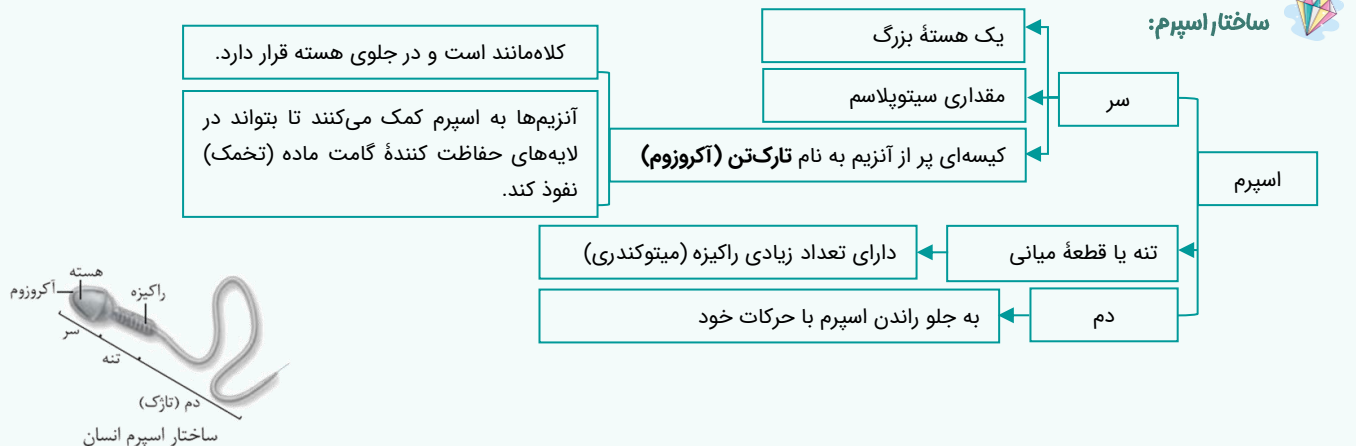 ساختار اسپرم:
اسپرم
سر
یک هستهٔ بزرگ
مقداری سیتوپلاسم
کیسه‌ای پر از آنزیم به نام تارک‌تن (آکروزوم)
کلاه‌مانند است و در جلوی هسته قرار دارد.
آنزیم‌ها به اسپرم کمک می‌کنند تا بتواند در
لایه‌های حفاظت کنندهٔ گامت ماده (تخمک)
نفوذ کند.
تنه یا قطعهٔ میانی
دارای تعداد زیادی راکیزه (میتوکندری)
دم
به جلو راندن اسپرم با حرکات خود
هسته
آکروزوم
راکیزه
سر
تنه
دم (تاژک)
ساختار اسپرم انسان